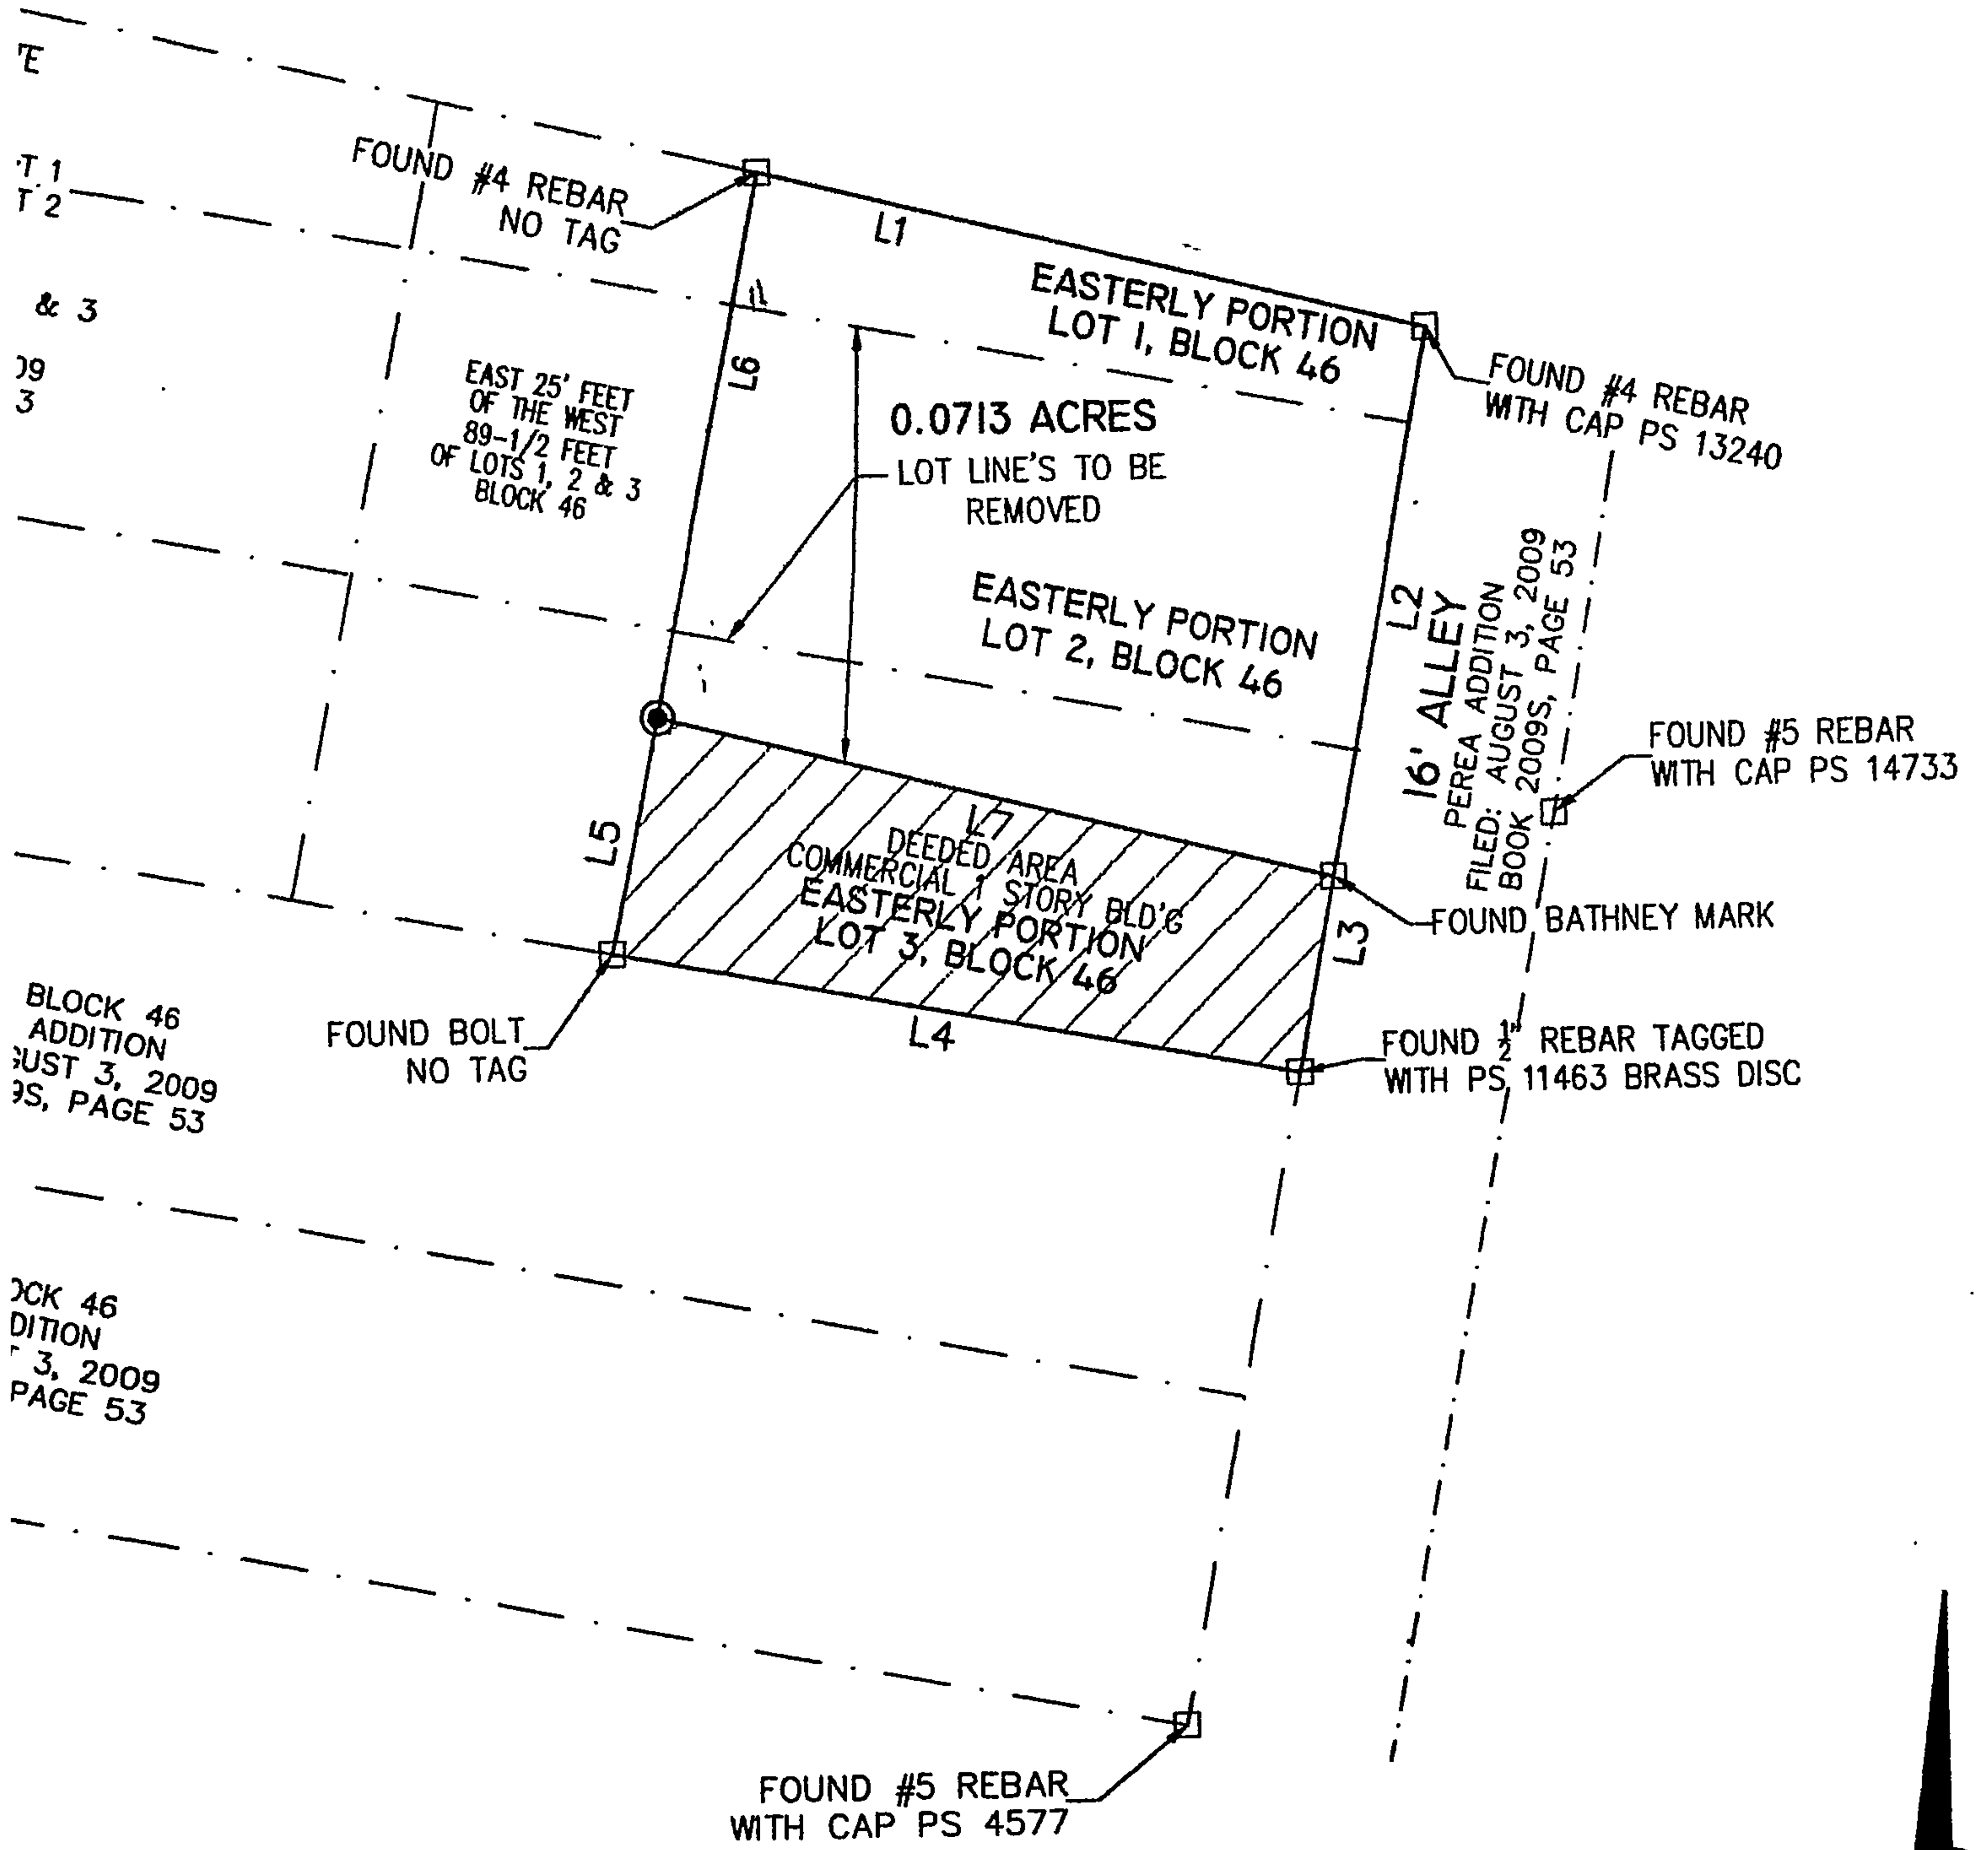 FOUND #4 REBAR
NO TAG
L1
EASTERLY PORTION
LOT 1, BLOCK 46
FOUND #4 REBAR
WITH CAP PS 13240
T 1
T 2
& 3
09
3
EAST 25' FEET
OF THE WEST
89-1/2 FEET
OF LOTS 1, 2 & 3
BLOCK 46
L6
0.0713 ACRES
LOT LINE'S TO BE
REMOVED
EASTERLY PORTION
LOT 2, BLOCK 46
L2
16' ALLEY
PEREA ADDITION
FILED: AUGUST 3, 2009
BOOK 2009S, PAGE 53
FOUND #5 REBAR
WITH CAP PS 14733
L7
DEEDED AREA
COMMERCIAL 1 STORY BLD'G
EASTERLY PORTION
LOT 3, BLOCK 46
L5
L3
FOUND BATHNEY MARK
L4
FOUND BOLT
NO TAG
FOUND ½" REBAR TAGGED
WITH PS 11463 BRASS DISC
BLOCK 46
ADDITION
GUST 3, 2009
9S, PAGE 53
OCK 46
DITION
T 3, 2009
PAGE 53
FOUND #5 REBAR
WITH CAP PS 4577